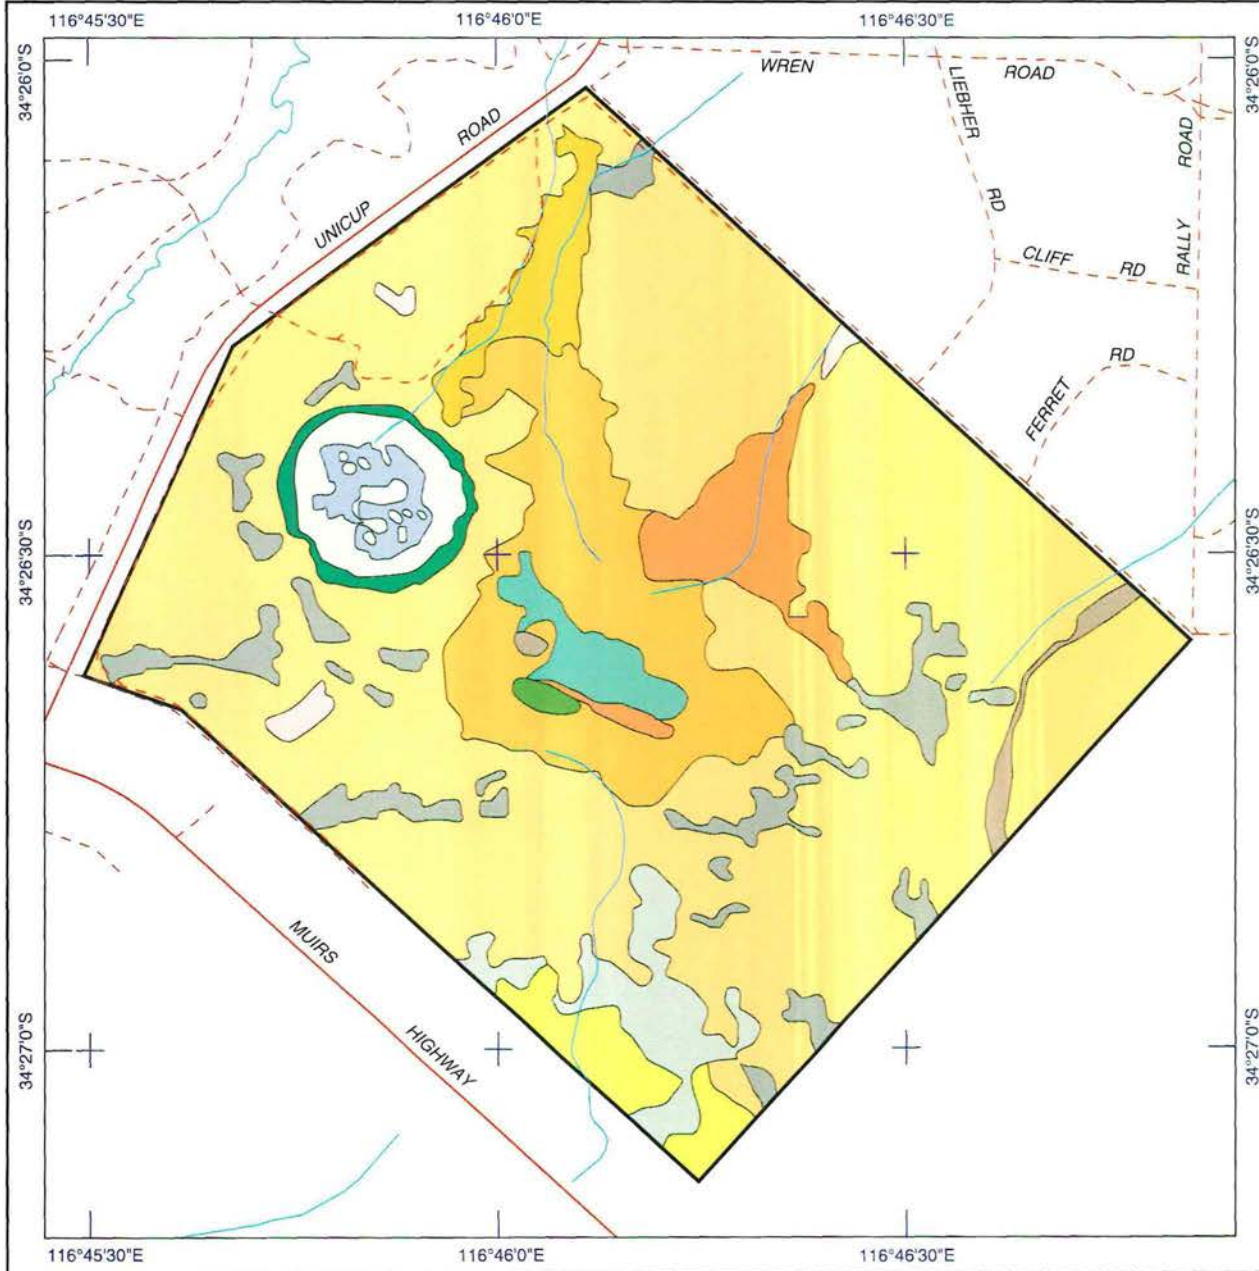 116°45'30"E
116°46'0"E
116°46'30"E
34°26'0"S
34°26'0"S
WREN
ROAD
LIEBHER
RD
ROAD
RALLY
UNICUP
ROAD
CLIFF
RD
RD
FERRET
34°26'30"S
34°26'30"S
MUIRS
HIGHWAY
34°27'0"S
34°27'0"S
116°45'30"E
116°46'0"E
116°46'30"E